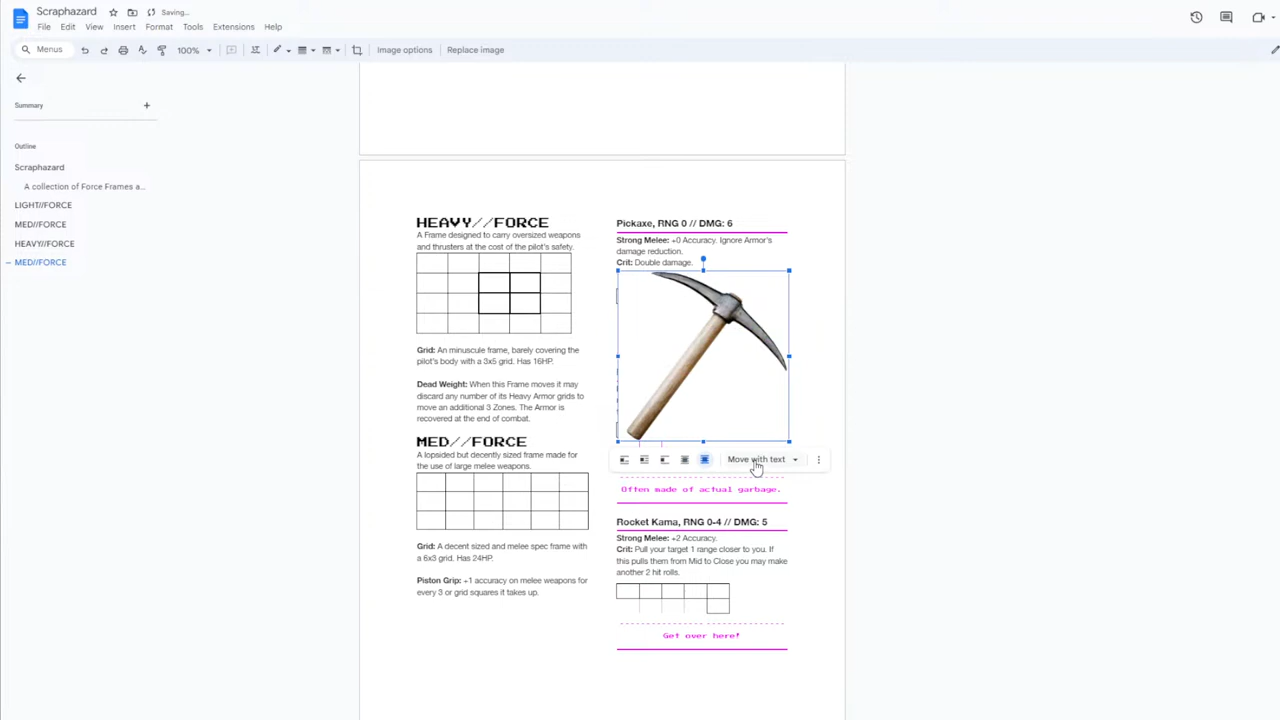 Scraphazard
Saving...
File Edit View Insert Format Tools Extensions Help
Menus
100%
Image options
Replace image
Summary
+
Outline
Scraphazard
A collection of Force Frames a...
LIGHT//FORCE
MED//FORCE
HEAVY//FORCE
MED//FORCE
HEAVY//FORCE
A Frame designed to carry oversized weapons
and thrusters at the cost of the pilot's safety.
Grid: An minuscule frame, barely covering the
pilot's body with a 3x5 grid. Has 16HP.
Dead Weight: When this Frame moves it may
discard any number of its Heavy Armor grids to
move an additional 3 Zones. The Armor is
recovered at the end of combat.
MED//FORCE
A lopsided but decently sized frame made for
the use of large melee weapons.
Grid: A decent sized and melee spec frame with
a 6x3 grid. Has 24HP.
Piston Grip: +1 accuracy on melee weapons for
every 3 or grid squares it takes up.
Pickaxe, RNG 0 // DMG: 6
Strong Melee: +0 Accuracy. Ignore Armor's
damage reduction.
Crit: Double damage.
Move with text
Often made of actual garbage.
Rocket Kama, RNG 0-4 // DMG: 5
Strong Melee: +2 Accuracy.
Crit: Pull your target 1 range closer to you. If
this pulls them from Mid to Close you may make
another 2 hit rolls.
Get over here!